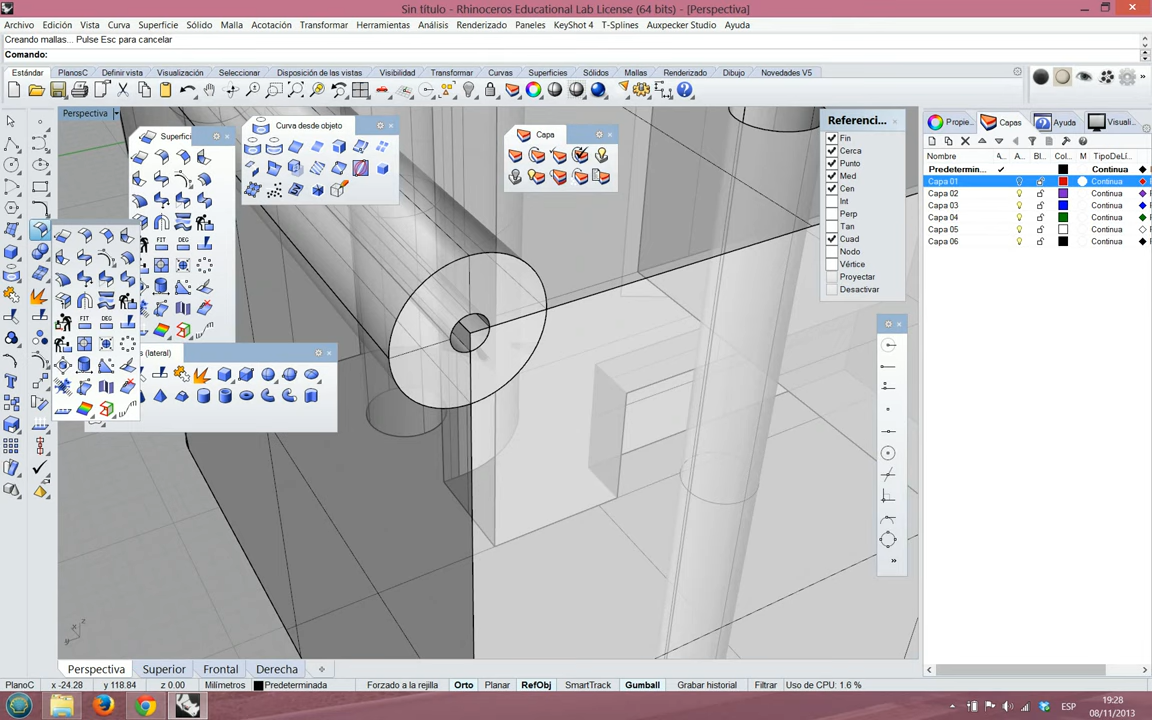 Sin título - Rhinoceros Educational Lab License (64 bits) - [Perspectiva]
Archivo Edición Vista Curva Superficie Sólido Malla Acotación Transformar Herramientas Análisis Renderizado Paneles KeyShot 4 T-Splines Auxpecker Studio Ayuda
Creando mallas... Pulse Esc para cancelar
Comando:
Estándar PlanosC Definir vista Visualización Seleccionar Disposición de las vistas Visibilidad Transformar Curvas Superficies Sólidos Mallas Renderizado Dibujo Novedades V5
Perspectiva
Superfici
Curva desde objeto
Capa
Referenci...
Fin
Cerca
Punto
Med
Cen
Int
Perp
Tan
Cuad
Nodo
Vértice
Proyectar
Desactivar
Propie... Capas Ayuda Visuali...
Nombre A... A... Bl... Col... M TipoDeLí...
Predetermin... Continua
Capa 01 Continua
Capa 02 Continua
Capa 03 Continua
Capa 04 Continua
Capa 05 Continua
Capa 06 Continua
FIT DEG
FIT DEG
(lateral)
z
y x
Perspectiva Superior Frontal Derecha
PlanoC x -24.28 y 118.84 z 0.00 Milímetros Predeterminada Forzado a la rejilla Orto Planar RefObj SmartTrack Gumball Grabar historial Filtrar Uso de CPU: 1.6 %
ESP
19:28
08/11/2013